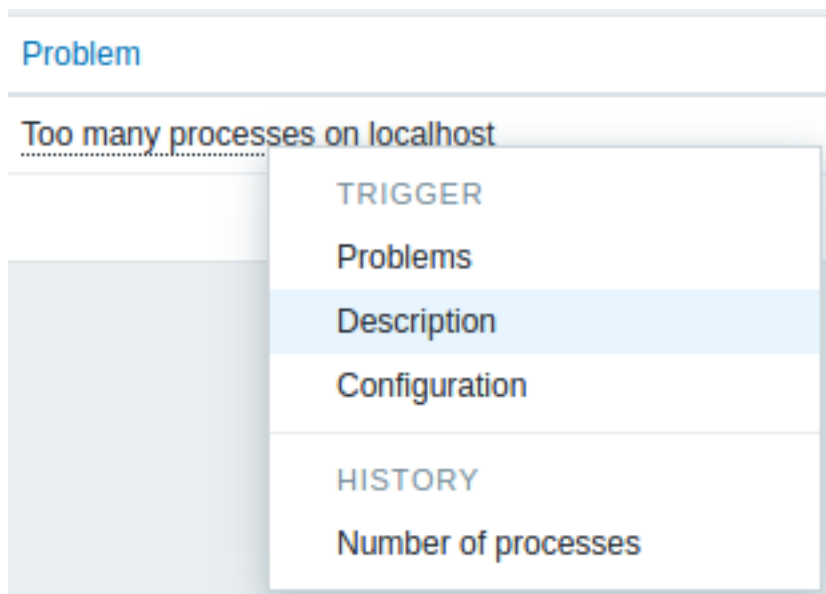 Problem
Too many processes on localhost
TRIGGER
Problems
Description
Configuration
HISTORY
Number of processes